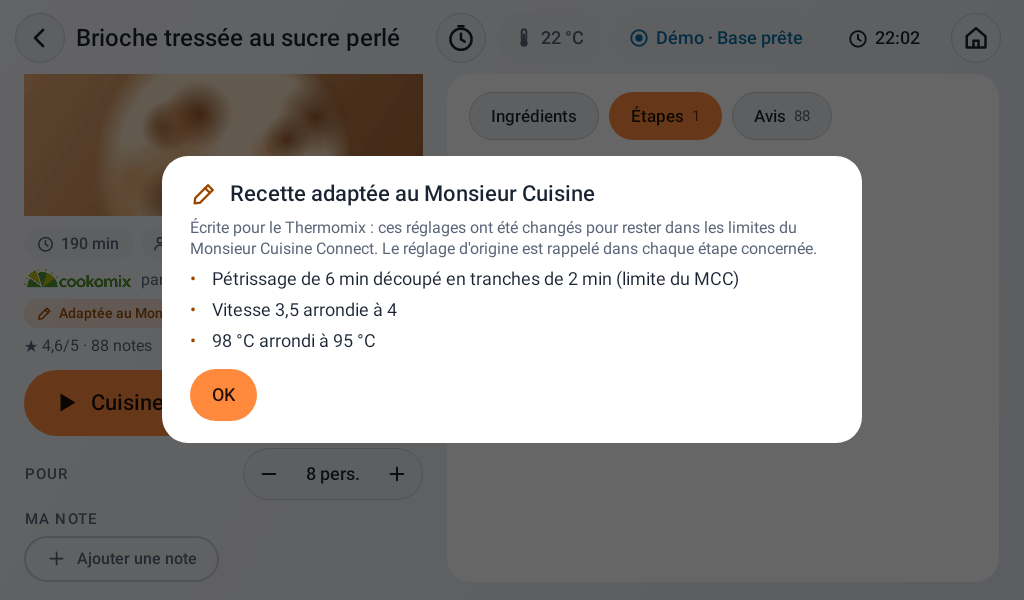 Brioche tressée au sucre perlé
22 °C
Démo · Base prête
22:02
Ingrédients
Étapes 1
Avis 88
Recette adaptée au Monsieur Cuisine
Écrite pour le Thermomix : ces réglages ont été changés pour rester dans les limites du
Monsieur Cuisine Connect. Le réglage d'origine est rappelé dans chaque étape concernée.
• Pétrissage de 6 min découpé en tranches de 2 min (limite du MCC)
• Vitesse 3,5 arrondie à 4
• 98 °C arrondi à 95 °C
OK
190 min
cookomix par
Adaptée au Mon
★ 4,6/5 · 88 notes
Cuisine
POUR
8 pers.
MA NOTE
Ajouter une note